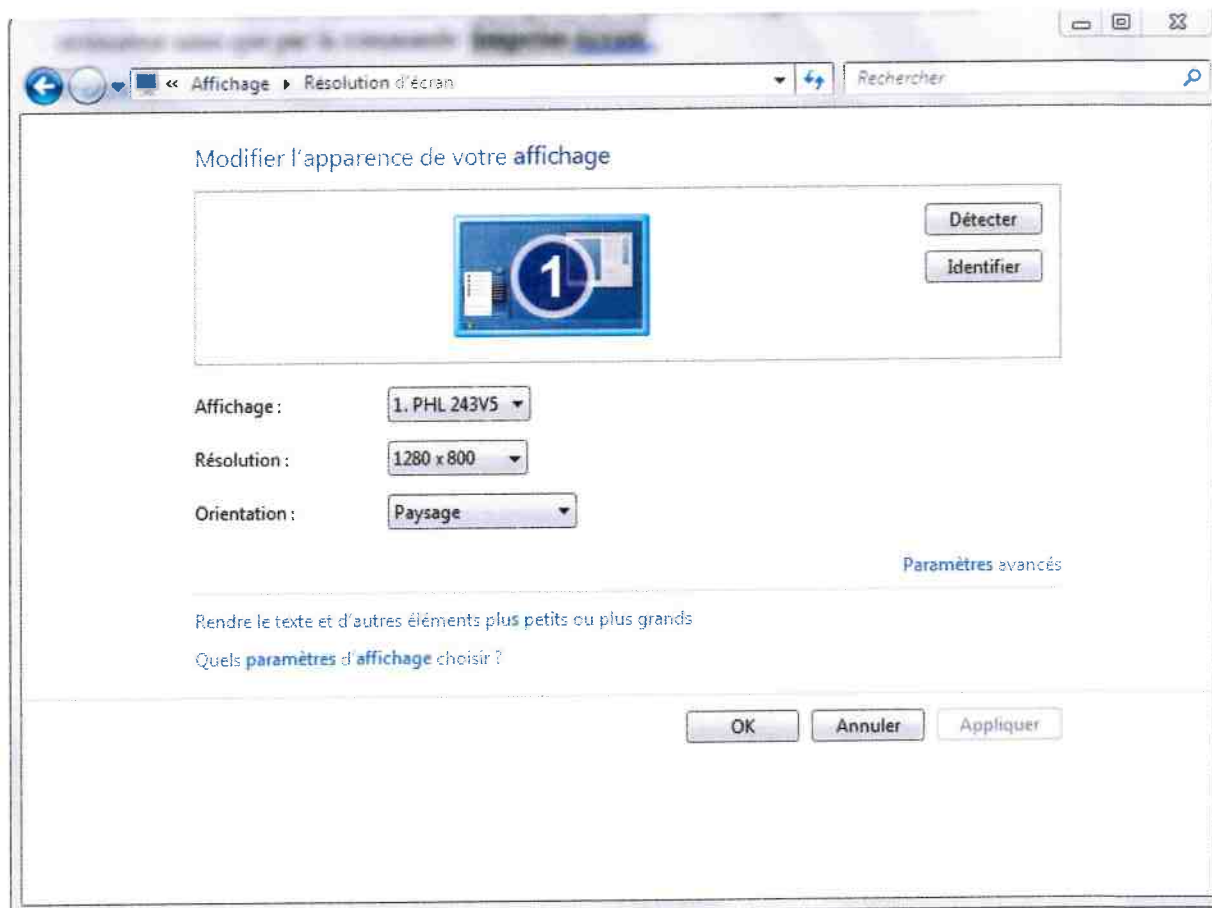 « Affichage ▸ Résolution d'écran
Rechercher
Modifier l'apparence de votre affichage
1
Détecter
Identifier
Affichage :
1. PHL 243V5
Résolution :
1280 x 800
Orientation :
Paysage
Paramètres avancés
Rendre le texte et d'autres éléments plus petits ou plus grands
Quels paramètres d'affichage choisir ?
OK
Annuler
Appliquer